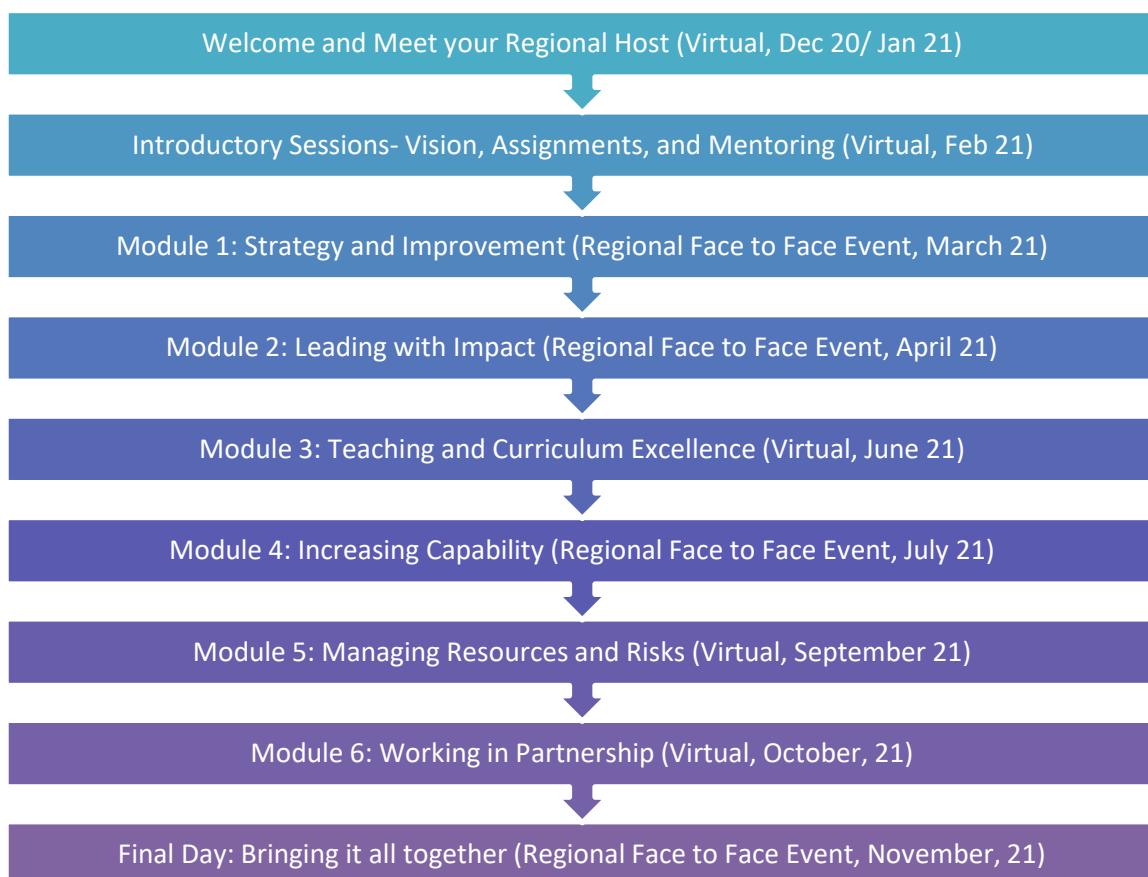 Welcome and Meet your Regional Host (Virtual, Dec 20/ Jan 21)
Introductory Sessions- Vision, Assignments, and Mentoring (Virtual, Feb 21)
Module 1: Strategy and Improvement (Regional Face to Face Event, March 21)
Module 2: Leading with Impact (Regional Face to Face Event, April 21)
Module 3: Teaching and Curriculum Excellence (Virtual, June 21)
Module 4: Increasing Capability (Regional Face to Face Event, July 21)
Module 5: Managing Resources and Risks (Virtual, September 21)
Module 6: Working in Partnership (Virtual, October, 21)
Final Day: Bringing it all together (Regional Face to Face Event, November, 21)